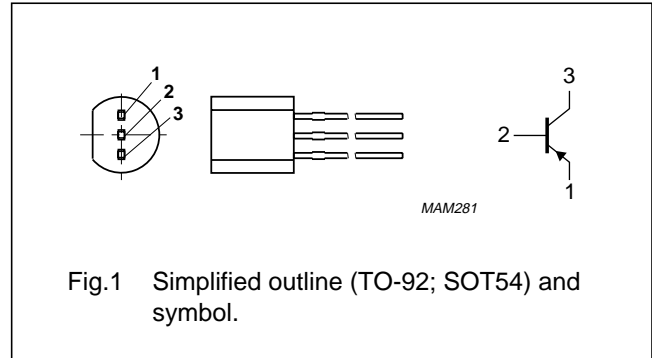 1
2
3
3
2
1
MAM281
Fig.1 Simplified outline (TO-92; SOT54) and
symbol.